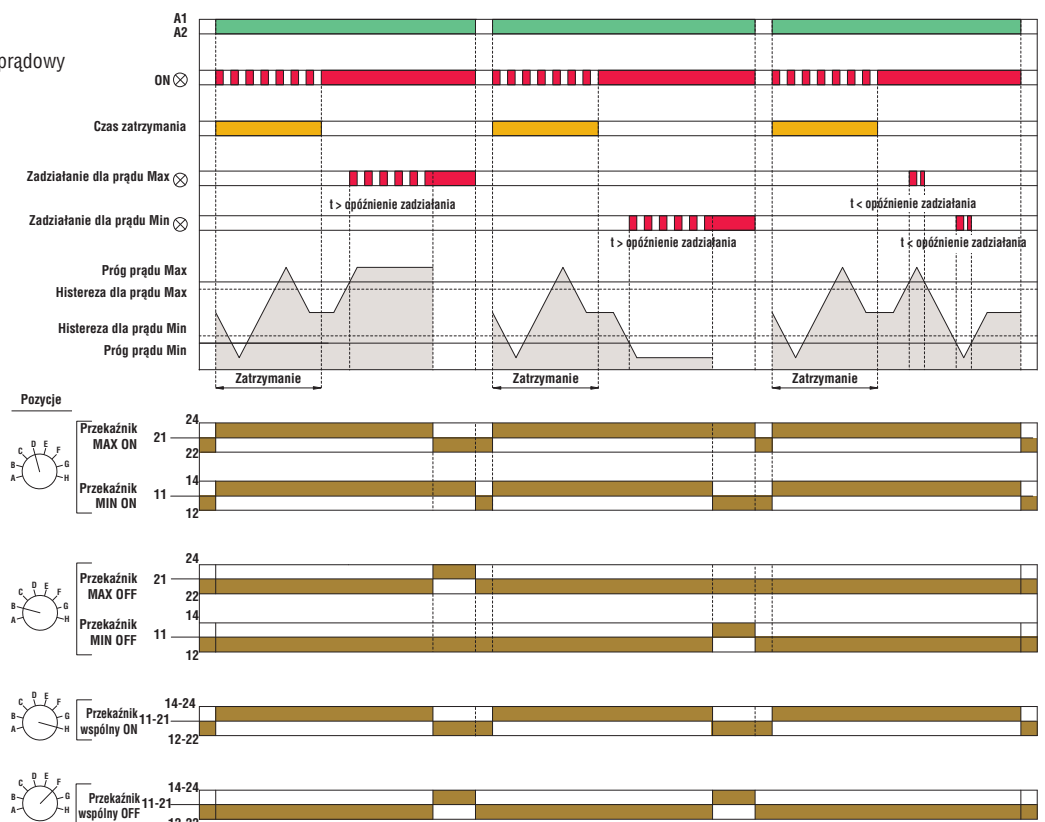 A1
A2
prądowy
ON
Czas zatrzymania
Zadziałanie dla prądu Max
t > opóźnienie zadziałania
t < opóźnienie zadziałania
Zadziałanie dla prądu Min
t > opóźnienie zadziałania
t < opóźnienie zadziałania
Próg prądu Max
Histereza dla prądu Max
Histereza dla prądu Min
Próg prądu Min
Zatrzymanie
Zatrzymanie
Zatrzymanie
Pozycje
A B C D E F G H
Przekaźnik
MAX ON
24
21
22
Przekaźnik
MIN ON
14
11
12
A B C D E F G H
Przekaźnik
MAX OFF
24
21
22
Przekaźnik
MIN OFF
14
11
12
A B C D E F G H
Przekaźnik
wspólny ON
14-24
11-21
12-22
A B C D E F G H
Przekaźnik
wspólny OFF
14-24
11-21